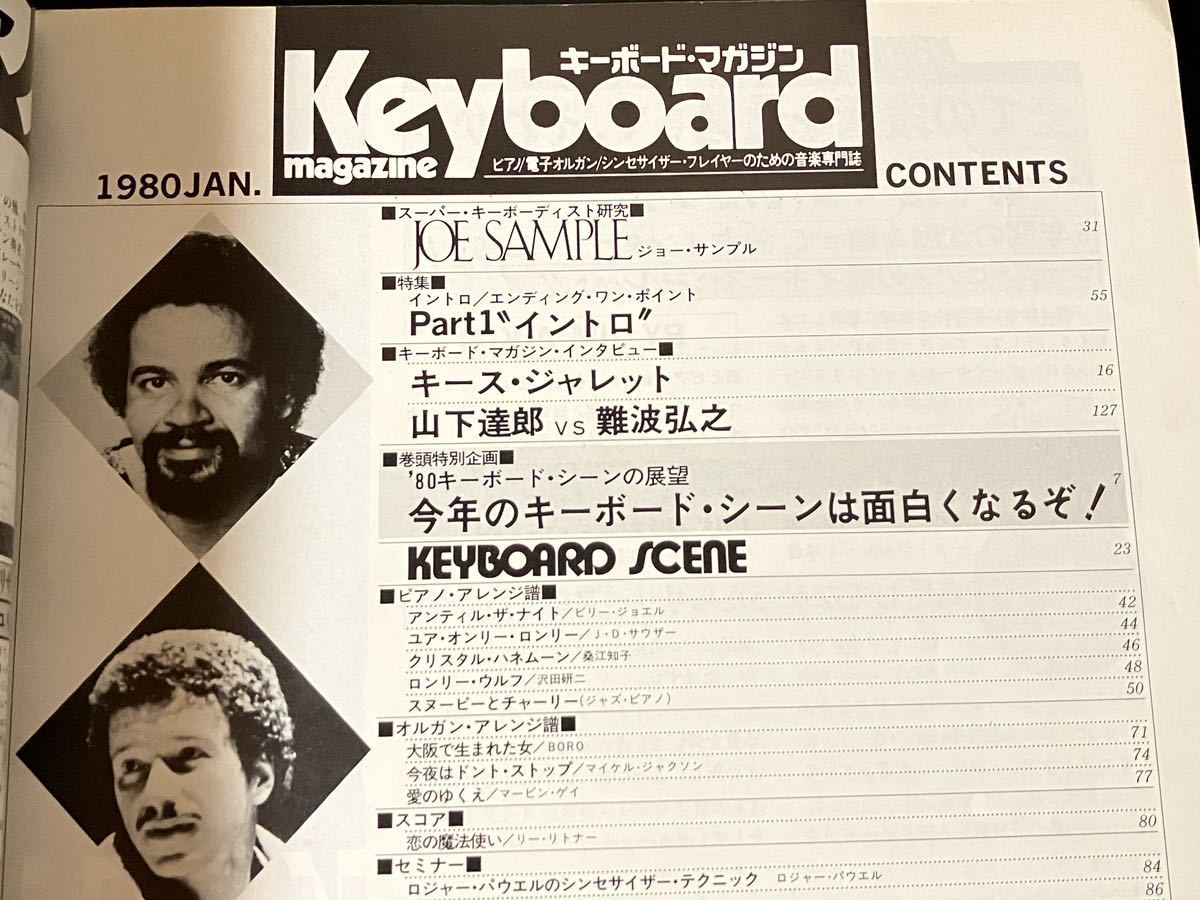 キーボード・マガジン
Keyboard
magazine
ピアノ/電子オルガン/シンセサイザー・プレイヤーのための音楽専門誌
1980JAN.
CONTENTS
■スーパー・キーボーディスト研究■
JOE SAMPLE ジョー・サンプル 31
■特集■
イントロ／エンディング・ワン・ポイント 55
Part1〝イントロ〟
■キーボード・マガジン・インタビュー■
キース・ジャレット 16
山下達郎 VS 難波弘之 127
■巻頭特別企画■
'80キーボード・シーンの展望 7
今年のキーボード・シーンは面白くなるぞ！
KEYBOARD SCENE 23
■ピアノ・アレンジ譜■
アンティル・ザ・ナイト／ビリー・ジョエル 42
ユア・オンリー・ロンリー／J・D・サウザー 44
クリスタル・ハネムーン／桑江知子 46
ロンリー・ウルフ／沢田研二 48
スヌーピーとチャーリー(ジャズ・ピアノ) 50
■オルガン・アレンジ譜■
大阪で生まれた女／BORO 71
今夜はドント・ストップ／マイケル・ジャクソン 74
愛のゆくえ／マービン・ゲイ 77
■スコア■
恋の魔法使い／リー・リトナー 80
■セミナー■
ロジャー・パウエルのシンセサイザー・テクニック ロジャー・パウエル 84
86